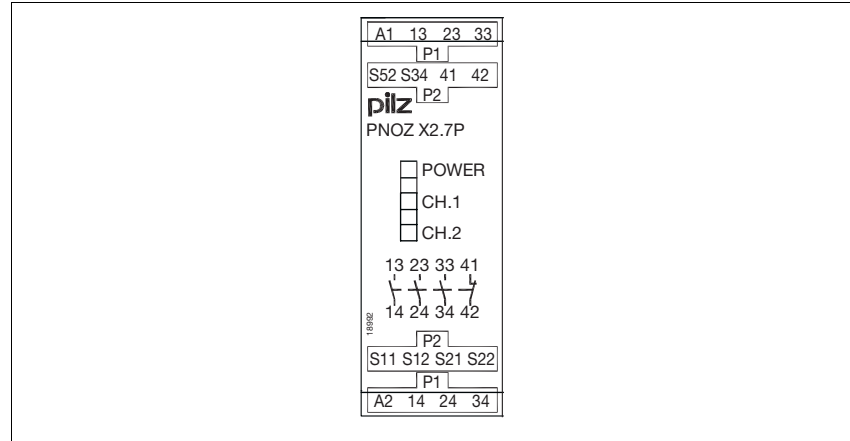 A1 13 23 33
P1
S52 S34 41 42
P2
pilz
PNOZ X2.7P
POWER
CH.1
CH.2
13 23 33 41
14 24 34 42
18992
P2
S11 S12 S21 S22
P1
A2 14 24 34